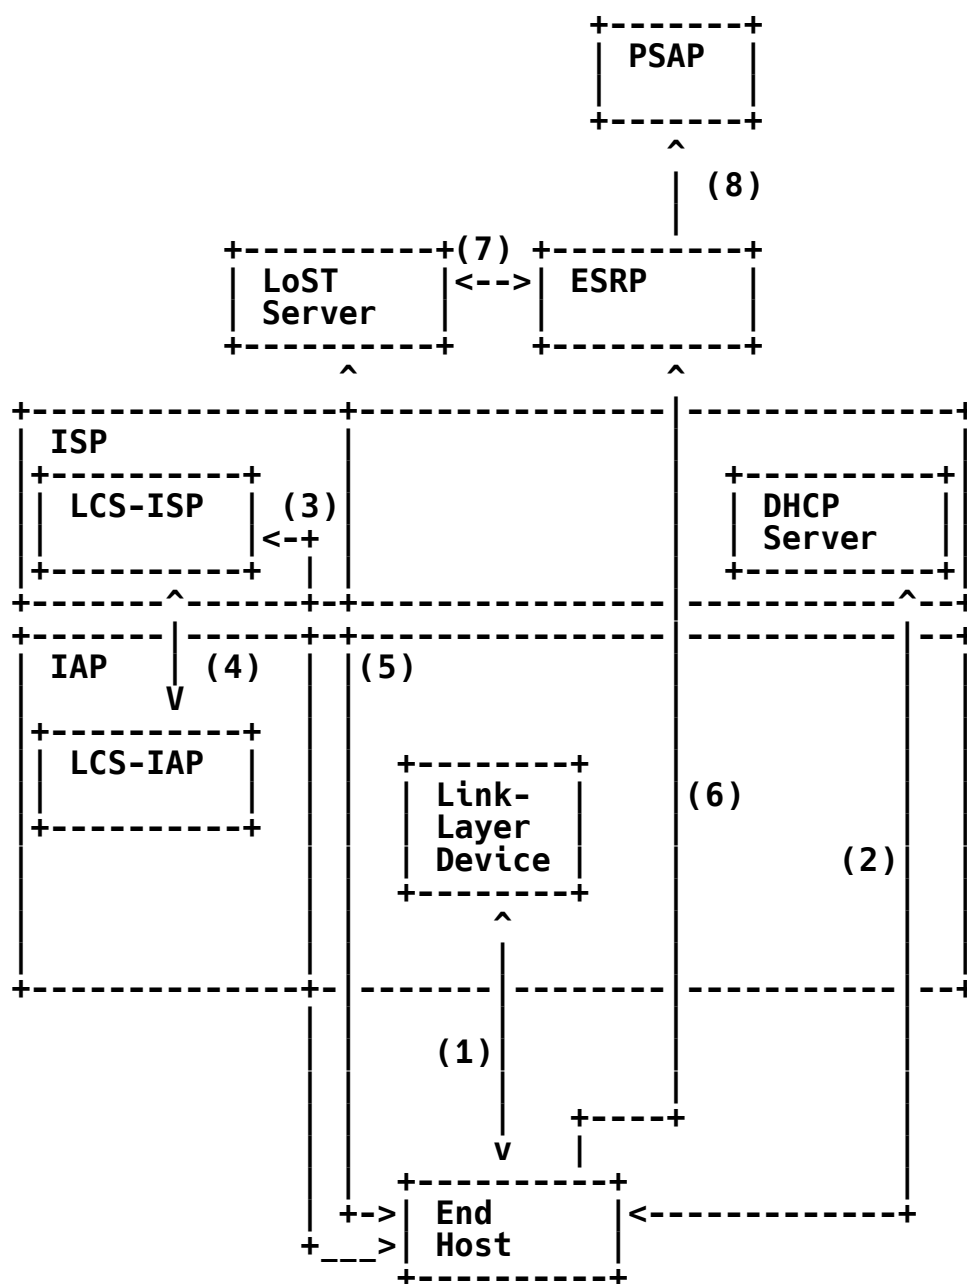 PSAP
(8)
(7)
LoST
Server
ESRP
ISP
LCS-ISP
(3)
DHCP
Server
IAP
(4)
(5)
LCS-IAP
Link-
Layer
Device
(6)
(2)
(1)
End
Host